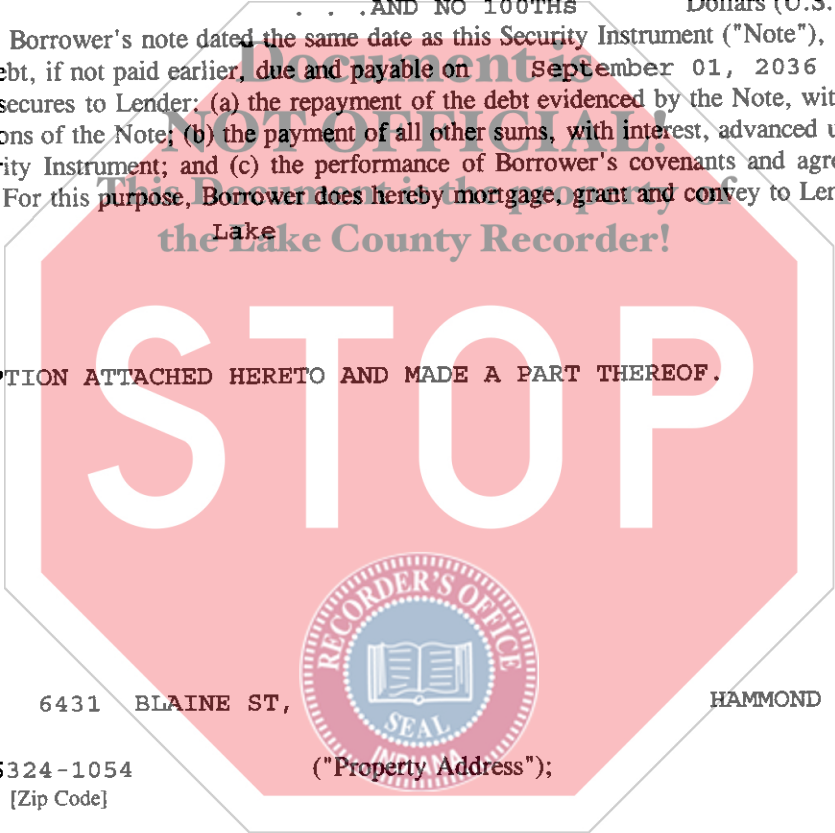 . . .AND NO 100THS Dollars (U.S.
Borrower's note dated the same date as this Security Instrument ("Note"),
ebt, if not paid earlier, due and payable on September 01, 2036
Document is
secures to Lender: (a) the repayment of the debt evidenced by the Note, wit
ons of the Note; (b) the payment of all other sums, with interest, advanced u
NOT OFFICIAL!
rity Instrument; and (c) the performance of Borrower's covenants and agre
For this purpose, Borrower does hereby mortgage, grant and convey to Len
This Document is the property of
Lake
the Lake County Recorder!
PTION ATTACHED HERETO AND MADE A PART THEREOF.
STOP
RECORDER'S OFFICE
SEAL
INDIANA
6431 BLAINE ST, HAMMOND
5324-1054 ("Property Address");
[Zip Code]